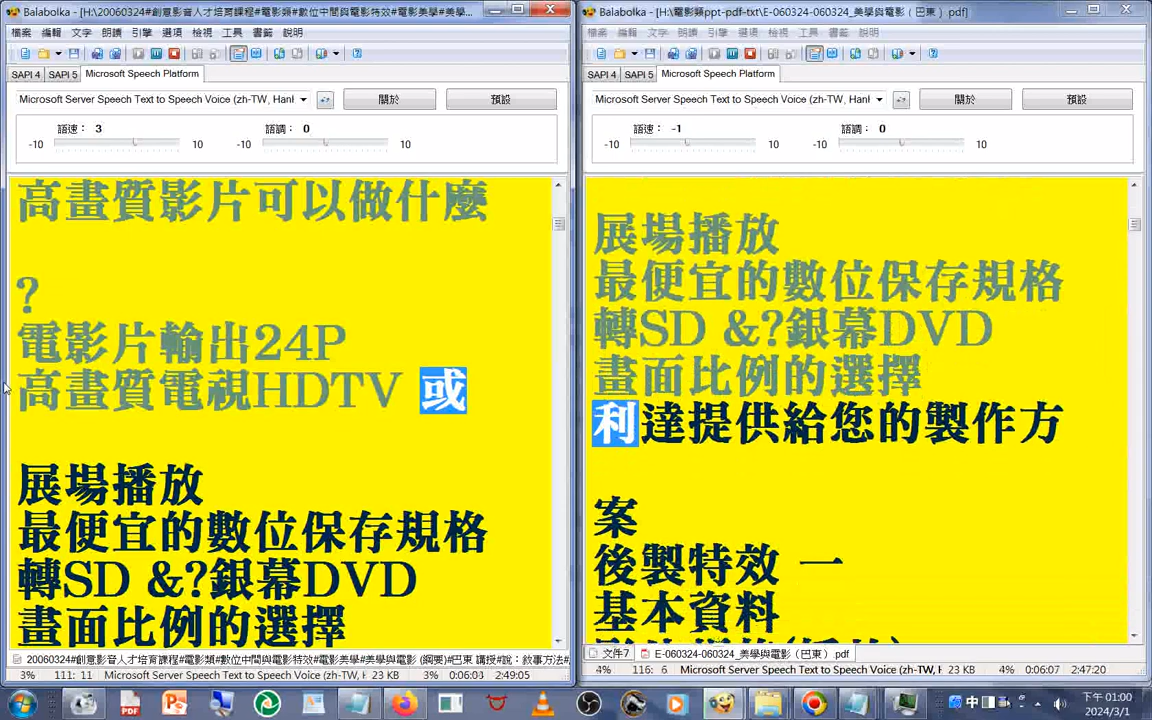 Balabolka - [H:\20060324#創意影音人才培育課程#電影類#數位中間與電影特效#電影美學#美學...
檔案 編輯 文字 朗讀 引擎 選項 檢視 工具 書籤 說明
SAPI 4 SAPI 5 Microsoft Speech Platform
Microsoft Server Speech Text to Speech Voice (zh-TW, Hanl
關於 預設
語速： 3 語調： 0
-10 10 -10 10
高畫質影片可以做什麼
?
電影片輸出24P
高畫質電視HDTV 或
展場播放
最便宜的數位保存規格
轉SD &?銀幕DVD
畫面比例的選擇
20060324#創意影音人才培育課程#電影類#數位中間與電影特效#電影美學#美學與電影 (綱要)#巴東 講授#說：敘事方法#
3% 111: 11 Microsoft Server Speech Text to Speech Voice (zh-TW, H 23 KB 3% 0:06:03 2:49:05
Balabolka - [H:\電影類ppt-pdf-txt\E-060324-060324_美學與電影（巴東）.pdf]
檔案 編輯 文字 朗讀 引擎 選項 檢視 工具 書籤 說明
SAPI 4 SAPI 5 Microsoft Speech Platform
Microsoft Server Speech Text to Speech Voice (zh-TW, Hanl
關於 預設
語速： -1 語調： 0
-10 10 -10 10
展場播放
最便宜的數位保存規格
轉SD &?銀幕DVD
畫面比例的選擇
利達提供給您的製作方
案
後製特效 一
基本資料
文件7 E-060324-060324_美學與電影（巴東）.pdf
4% 116: 6 Microsoft Server Speech Text to Speech Voice (zh-TW, H 23 KB 4% 0:06:07 2:47:20
中
下午 01:00
2024/3/1